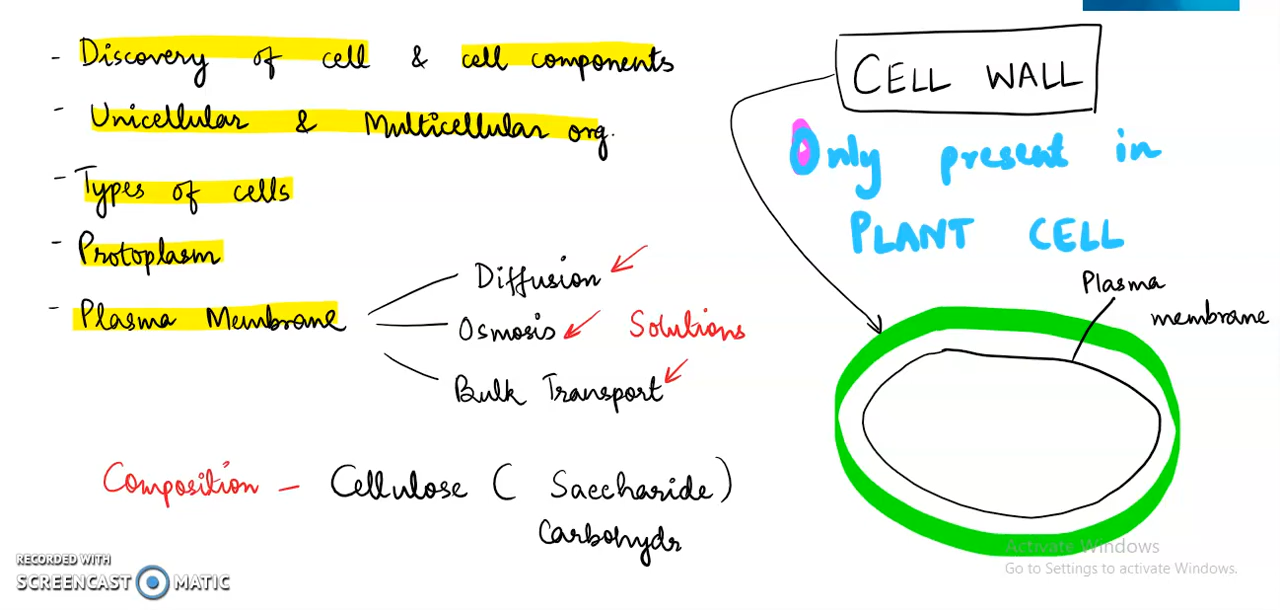 - Discovery of cell & cell components
- Unicellular & Multicellular org.
- Types of cells
- Protoplasm
- Plasma Membrane
Diffusion
Osmosis Solutions
Bulk Transport
Composition - Cellulose (Saccharide)
Carbohydr
CELL WALL
Only present in
PLANT CELL
Plasma
membrane
Activate Windows
Go to Settings to activate Windows.
RECORDED WITH
SCREENCAST MATIC